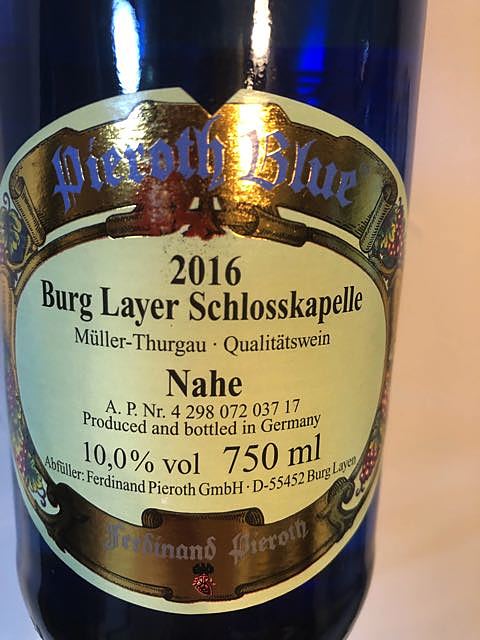 Pieroth Blue
2016
Burg Layer Schlosskapelle
Müller-Thurgau · Qualitätswein
Nahe
A. P. Nr. 4 298 072 037 17
Produced and bottled in Germany
10,0% vol 750 ml
Abfüller: Ferdinand Pieroth GmbH · D-55452 Burg Layen
Ferdinand Pieroth